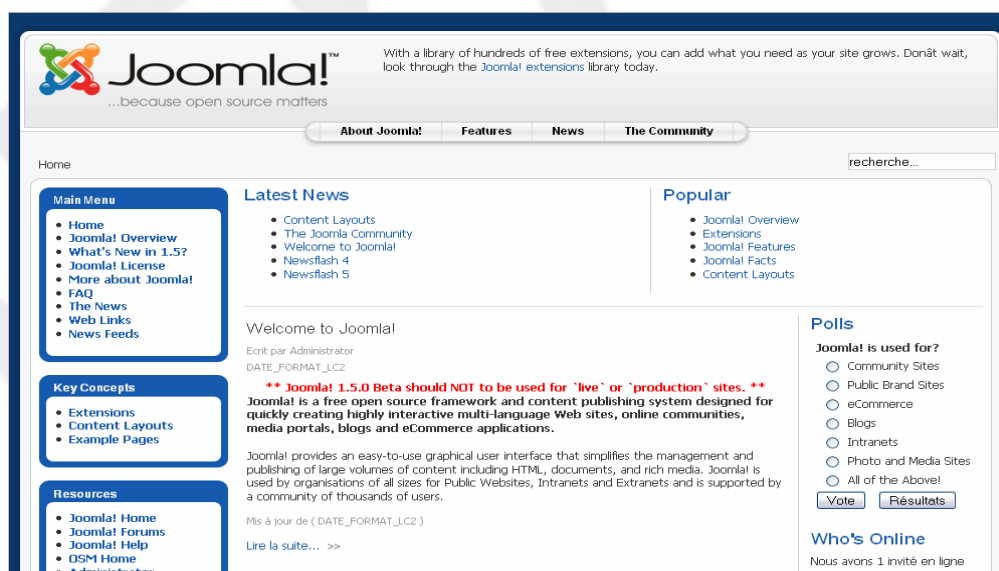 Joomla!™
...because open source matters
With a library of hundreds of free extensions, you can add what you need as your site grows. Donât wait,
look through the Joomla! extensions library today.
About Joomla! Features News The Community
Home
recherche...
Main Menu
Home
Joomla! Overview
What's New in 1.5?
Joomla! License
More about Joomla!
FAQ
The News
Web Links
News Feeds
Key Concepts
Extensions
Content Layouts
Example Pages
Resources
Joomla! Home
Joomla! Forums
Joomla! Help
OSM Home
Administrator
Latest News
Content Layouts
The Joomla Community
Welcome to Joomla!
Newsflash 4
Newsflash 5
Popular
Joomla! Overview
Extensions
Joomla! Features
Joomla! Facts
Content Layouts
Welcome to Joomla!
Ecrit par Administrator
DATE_FORMAT_LC2
** Joomla! 1.5.0 Beta should NOT to be used for `live` or `production` sites. **
Joomla! is a free open source framework and content publishing system designed for
quickly creating highly interactive multi-language Web sites, online communities,
media portals, blogs and eCommerce applications.
Joomla! provides an easy-to-use graphical user interface that simplifies the management and
publishing of large volumes of content including HTML, documents, and rich media. Joomla! is
used by organisations of all sizes for Public Websites, Intranets and Extranets and is supported by
a community of thousands of users.
Mis à jour de ( DATE_FORMAT_LC2 )
Lire la suite... >>
Polls
Joomla! is used for?
Community Sites
Public Brand Sites
eCommerce
Blogs
Intranets
Photo and Media Sites
All of the Above!
Vote Résultats
Who's Online
Nous avons 1 invité en ligne